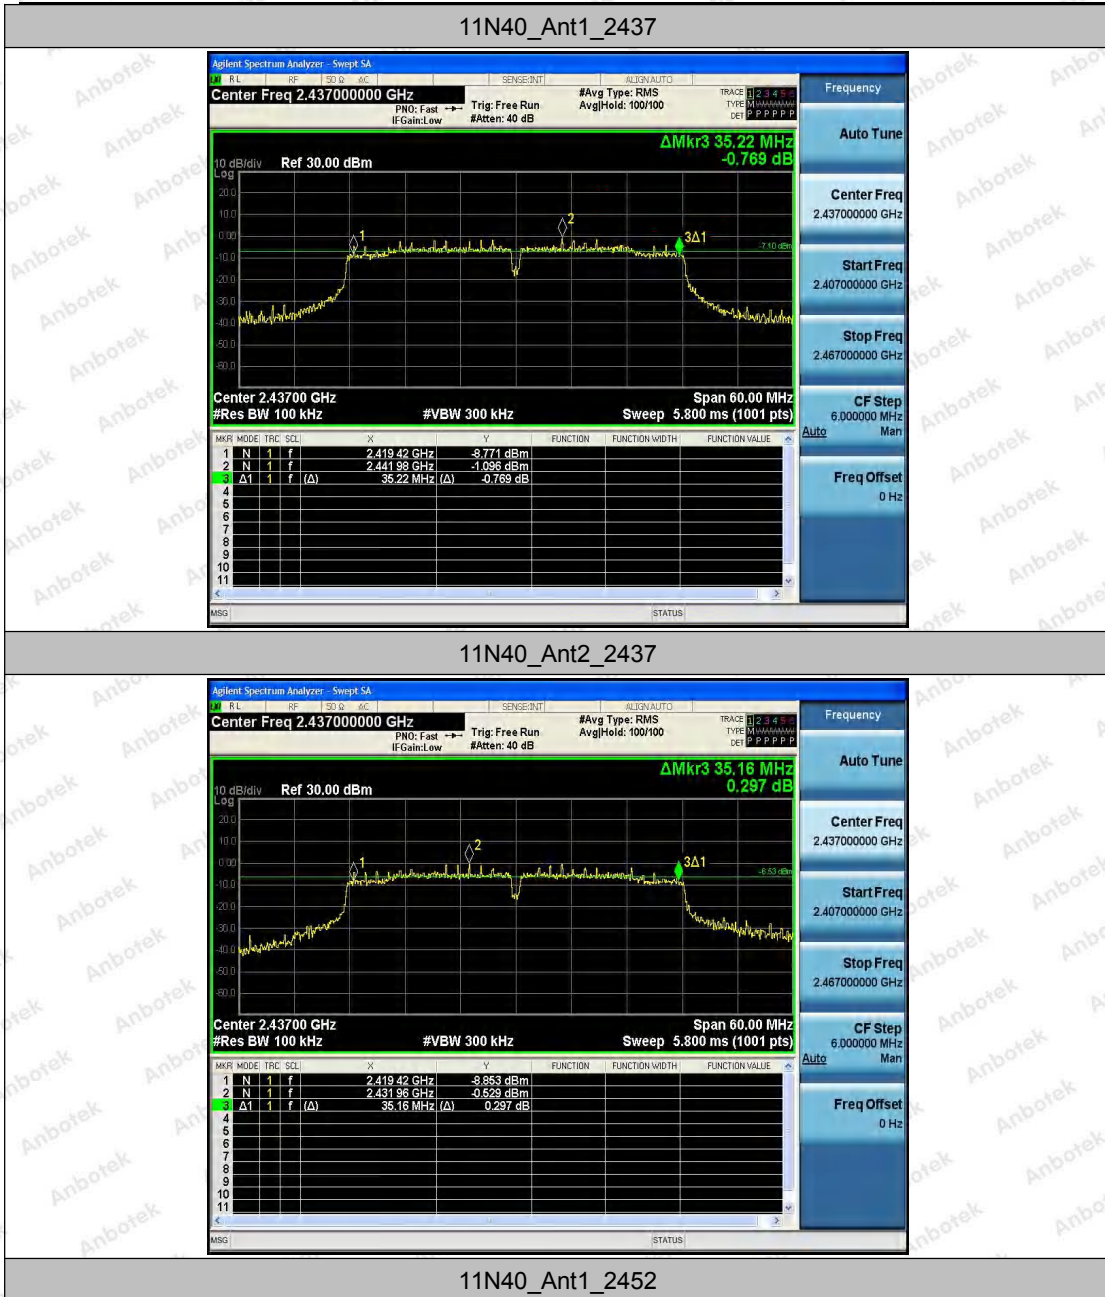 11N40_Ant1_2437
Agilent Spectrum Analyzer - Swept SA
RL RF 50 Ω AC SENSE:INT ALIGN AUTO
Center Freq 2.437000000 GHz
PNO: Fast Trig: Free Run
IFGain:Low #Atten: 40 dB
#Avg Type: RMS
Avg|Hold: 100/100
TRACE 1 2 3 4 5 6
TYPE M
DET P P P P P P
ΔMkr3 35.22 MHz
-0.769 dB
10 dB/div Ref 30.00 dBm
Log
20.0
10.0
0.00
-10.0
-20.0
-30.0
-40.0
-50.0
-60.0
1
2
3Δ1
-7.10 dBm
Center 2.43700 GHz Span 60.00 MHz
#Res BW 100 kHz #VBW 300 kHz Sweep 5.800 ms (1001 pts)
MKR MODE TRC SCL X Y FUNCTION FUNCTION WIDTH FUNCTION VALUE
1 N 1 f 2.419 42 GHz -8.771 dBm
2 N 1 f 2.441 98 GHz -1.096 dBm
3 Δ1 1 f (Δ) 35.22 MHz (Δ) -0.769 dB
4
5
6
7
8
9
10
11
MSG STATUS
Frequency
Auto Tune
Center Freq
2.437000000 GHz
Start Freq
2.407000000 GHz
Stop Freq
2.467000000 GHz
CF Step
6.000000 MHz
Auto Man
Freq Offset
0 Hz
11N40_Ant2_2437
Agilent Spectrum Analyzer - Swept SA
RL RF 50 Ω AC SENSE:INT ALIGN AUTO
Center Freq 2.437000000 GHz
PNO: Fast Trig: Free Run
IFGain:Low #Atten: 40 dB
#Avg Type: RMS
Avg|Hold: 100/100
TRACE 1 2 3 4 5 6
TYPE M
DET P P P P P P
ΔMkr3 35.16 MHz
0.297 dB
10 dB/div Ref 30.00 dBm
Log
20.0
10.0
0.00
-10.0
-20.0
-30.0
-40.0
-50.0
-60.0
1
2
3Δ1
-6.53 dBm
Center 2.43700 GHz Span 60.00 MHz
#Res BW 100 kHz #VBW 300 kHz Sweep 5.800 ms (1001 pts)
MKR MODE TRC SCL X Y FUNCTION FUNCTION WIDTH FUNCTION VALUE
1 N 1 f 2.419 42 GHz -8.853 dBm
2 N 1 f 2.431 96 GHz -0.529 dBm
3 Δ1 1 f (Δ) 35.16 MHz (Δ) 0.297 dB
4
5
6
7
8
9
10
11
MSG STATUS
Frequency
Auto Tune
Center Freq
2.437000000 GHz
Start Freq
2.407000000 GHz
Stop Freq
2.467000000 GHz
CF Step
6.000000 MHz
Auto Man
Freq Offset
0 Hz
11N40_Ant1_2452
Anbotek